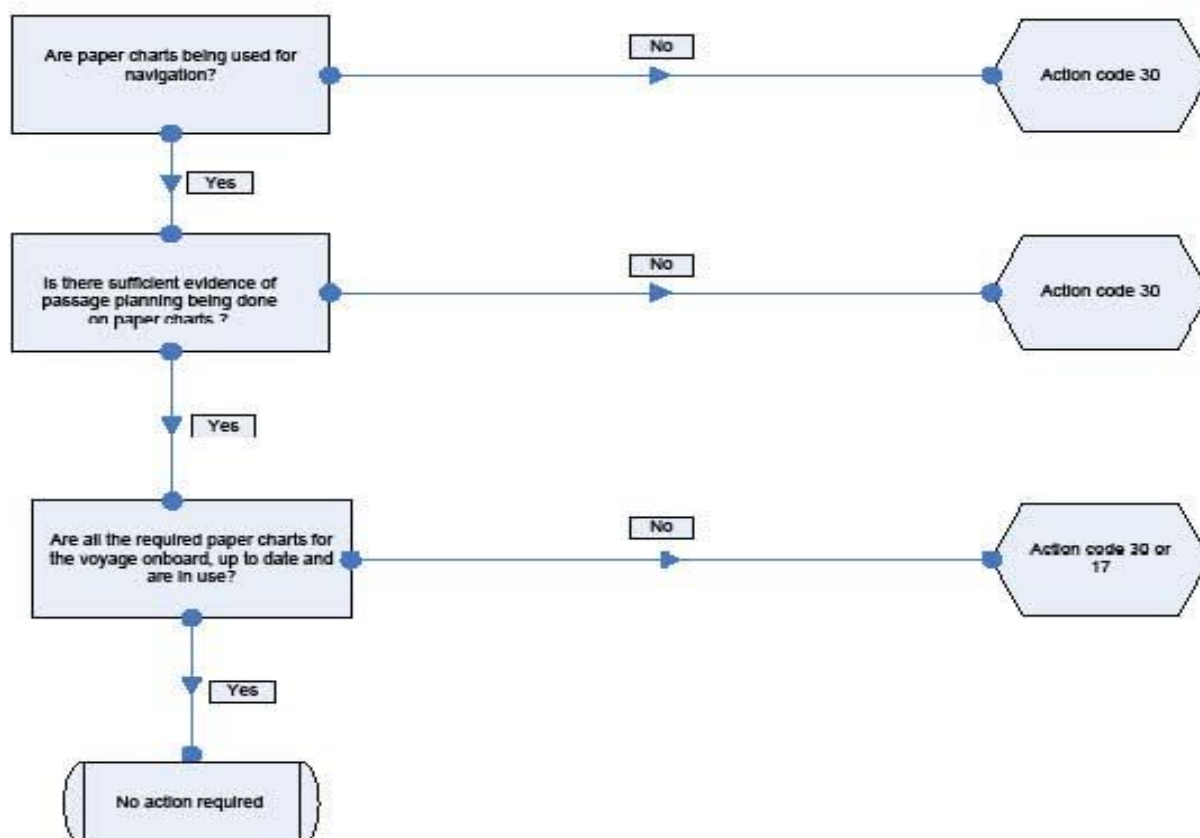 Are paper charts being used for
navigation?
No
Action code 30
Yes
Is there sufficient evidence of
passage planning being done
on paper charts ?
No
Action code 30
Yes
Are all the required paper charts for
the voyage onboard, up to date and
are in use?
No
Action code 30 or
17
Yes
No action required